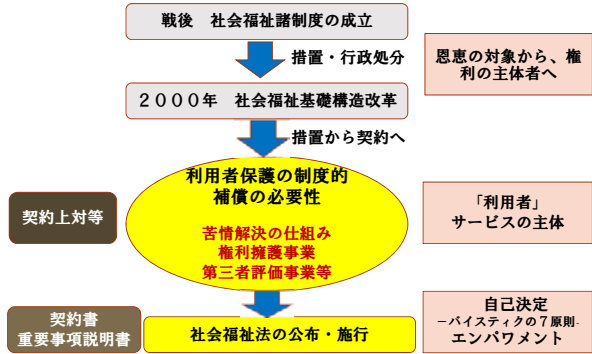 戦後　社会福祉諸制度の成立
措置・行政処分
恩恵の対象から、権
利の主体者へ
２０００年　社会福祉基礎構造改革
措置から契約へ
利用者保護の制度的
補償の必要性
苦情解決の仕組み
権利擁護事業
第三者評価事業等
契約上対等
「利用者」
サービスの主体
契約書
重要事項説明書
社会福祉法の公布・施行
自己決定
－バイスティクの７原則-
エンパワメント